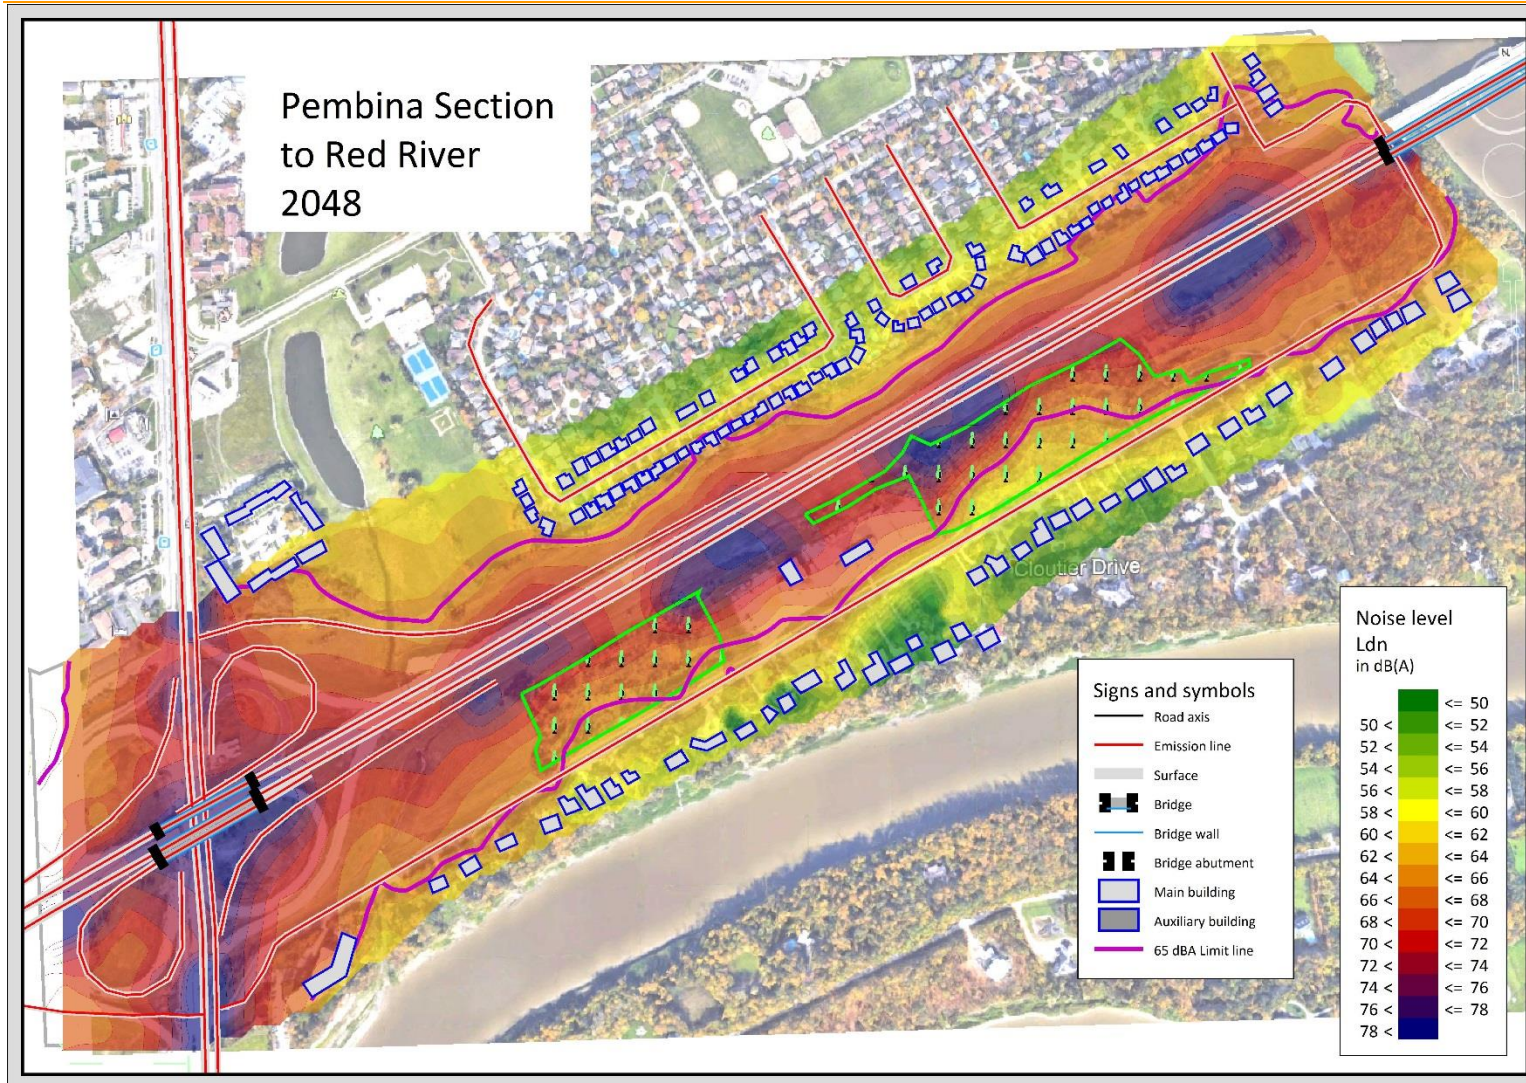 Pembina Section
to Red River
2048
N
Cloutier Drive
Signs and symbols
Road axis
Emission line
Surface
Bridge
Bridge wall
Bridge abutment
Main building
Auxiliary building
65 dBA Limit line
Noise level
Ldn
in dB(A)
<= 50
50 < <= 52
52 < <= 54
54 < <= 56
56 < <= 58
58 < <= 60
60 < <= 62
62 < <= 64
64 < <= 66
66 < <= 68
68 < <= 70
70 < <= 72
72 < <= 74
74 < <= 76
76 < <= 78
78 <